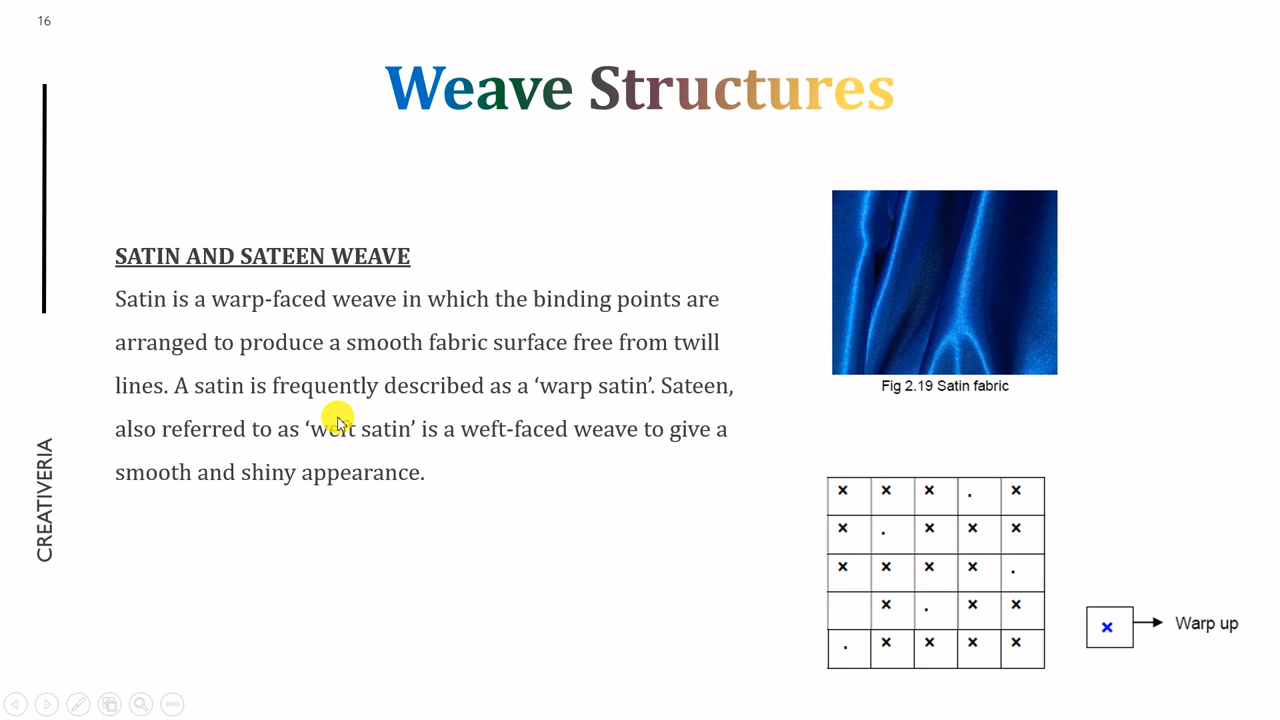 16
Weave Structures
SATIN AND SATEEN WEAVE
Satin is a warp-faced weave in which the binding points are
arranged to produce a smooth fabric surface free from twill
lines. A satin is frequently described as a ‘warp satin’. Sateen,
also referred to as ‘weft satin’ is a weft-faced weave to give a
smooth and shiny appearance.
CREATIVERIA
Fig 2.19 Satin fabric
× × × . ×
× . × × ×
× × × × .
× . × ×
. × × × ×
× Warp up